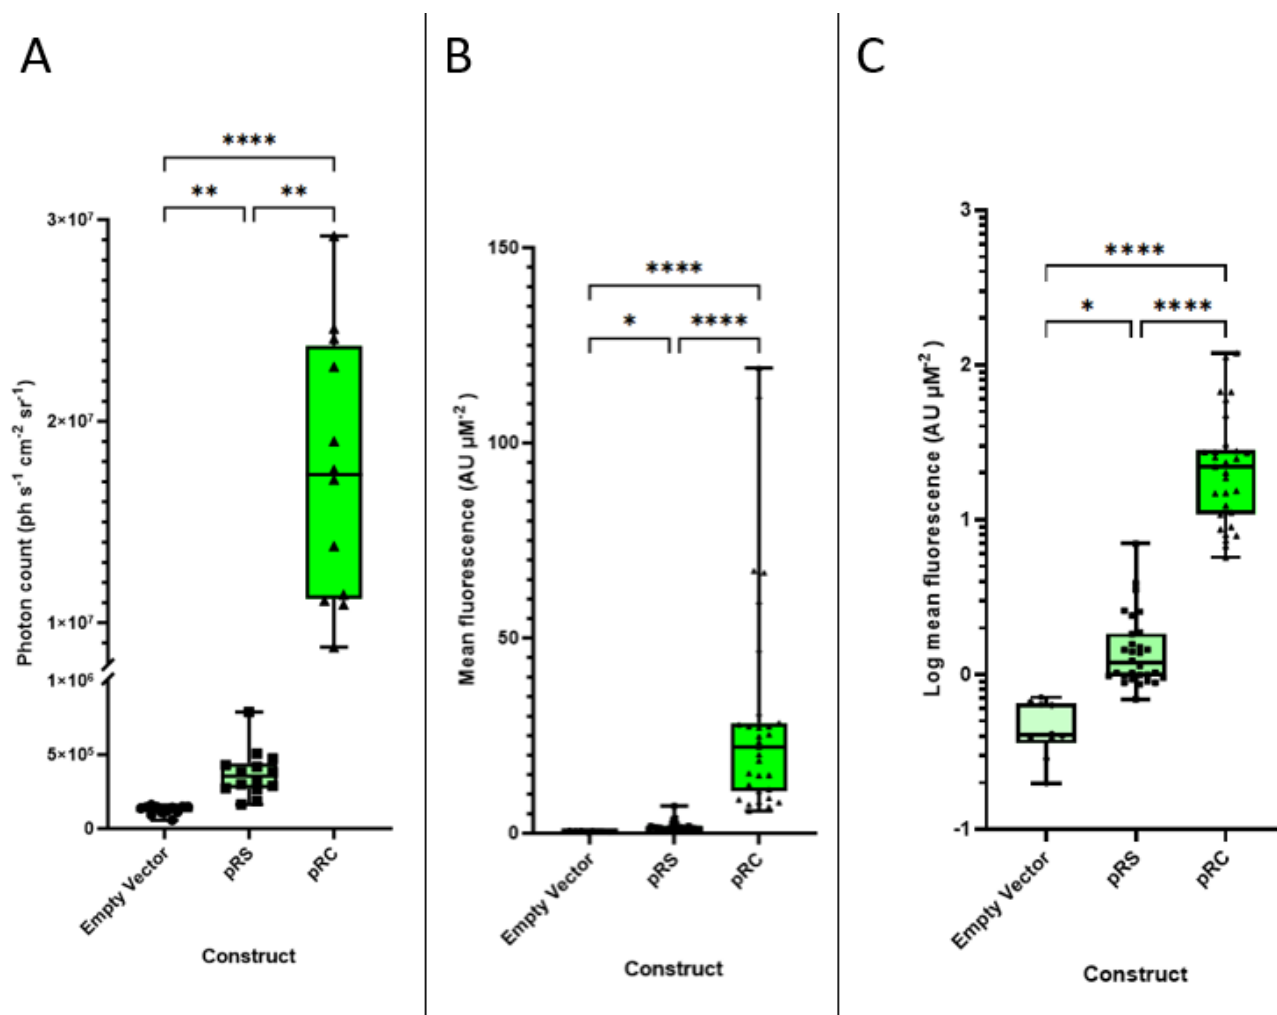 A
****
** **
3×10⁷
2×10⁷
1×10⁷
1×10⁶
5×10⁵
0
Photon count (ph s⁻¹ cm⁻² sr⁻¹)
Empty Vector
pRS
pRC
Construct
B
****
* ****
150
100
50
0
Mean fluorescence (AU µM⁻²)
Empty Vector
pRS
pRC
Construct
C
****
* ****
3
2
1
0
-1
Log mean fluorescence (AU µM⁻²)
Empty Vector
pRS
pRC
Construct